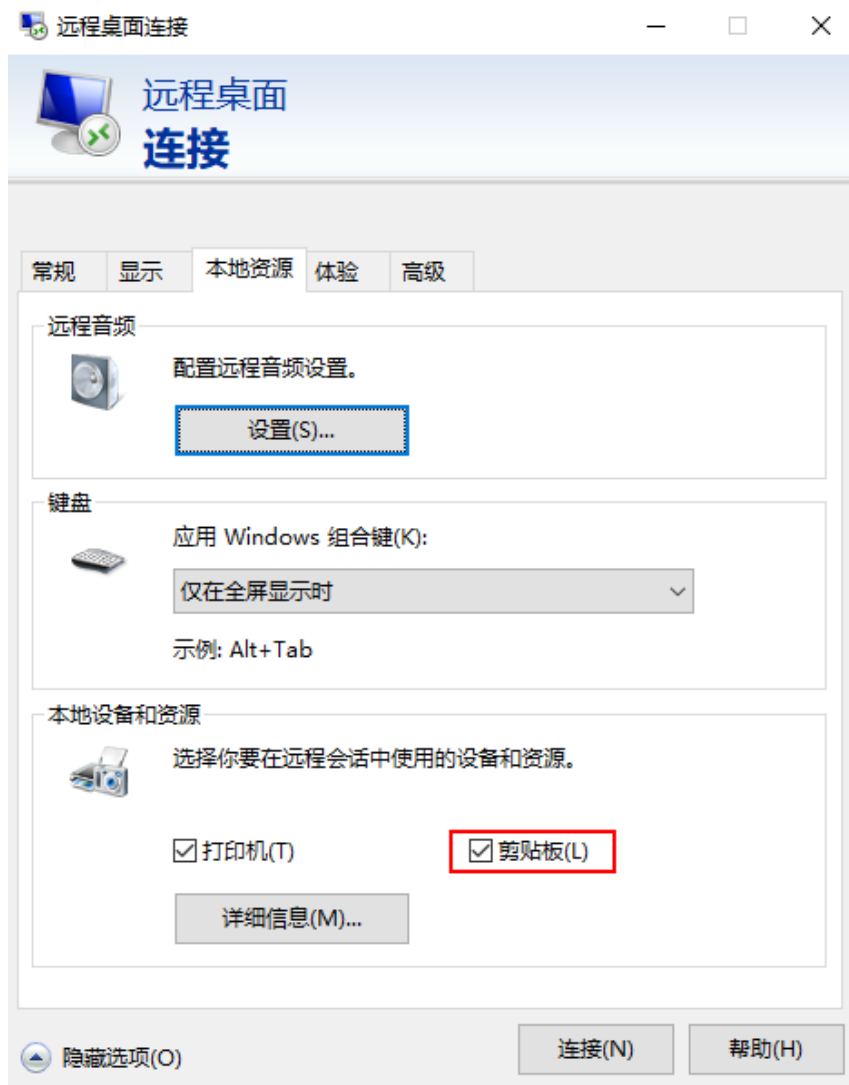 远程桌面连接
远程桌面
连接
常规 显示 本地资源 体验 高级
远程音频
配置远程音频设置。
设置(S)...
键盘
应用 Windows 组合键(K):
仅在全屏显示时
示例: Alt+Tab
本地设备和资源
选择你要在远程会话中使用的设备和资源。
打印机(T) 剪贴板(L)
详细信息(M)...
隐藏选项(O) 连接(N) 帮助(H)